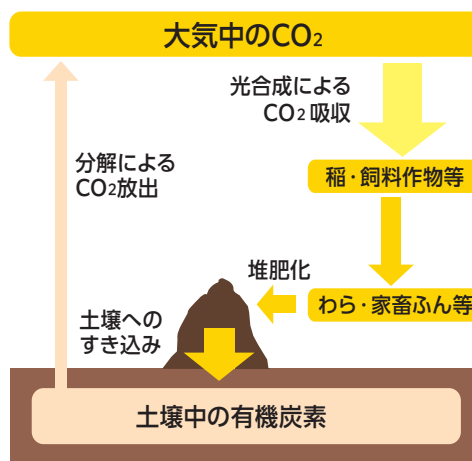 大気中のCO₂
光合成による
CO₂吸収
分解による
CO₂放出
稲・飼料作物等
堆肥化
わら・家畜ふん等
土壌への
すき込み
土壌中の有機炭素